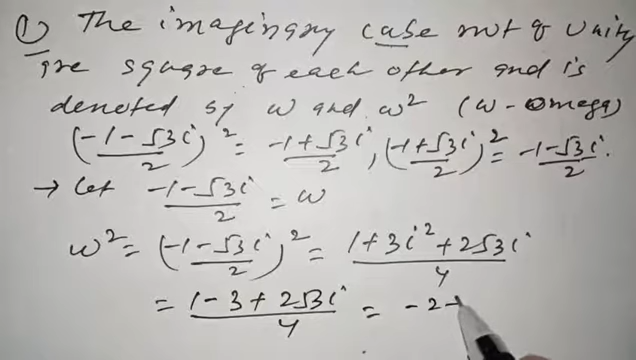 ① The imaginary case root of unity
are square of each other and is
denoted by ω and ω² (ω - omega)
((-1-√3i)/2)² = (-1+√3i)/2, ((-1+√3i)/2)² = (-1-√3i)/2.
→ Let (-1-√3i)/2 = ω
ω² = ((-1-√3i)/2)² = (1+3i²+2√3i)/4
= (1-3+2√3i)/4 = -2+